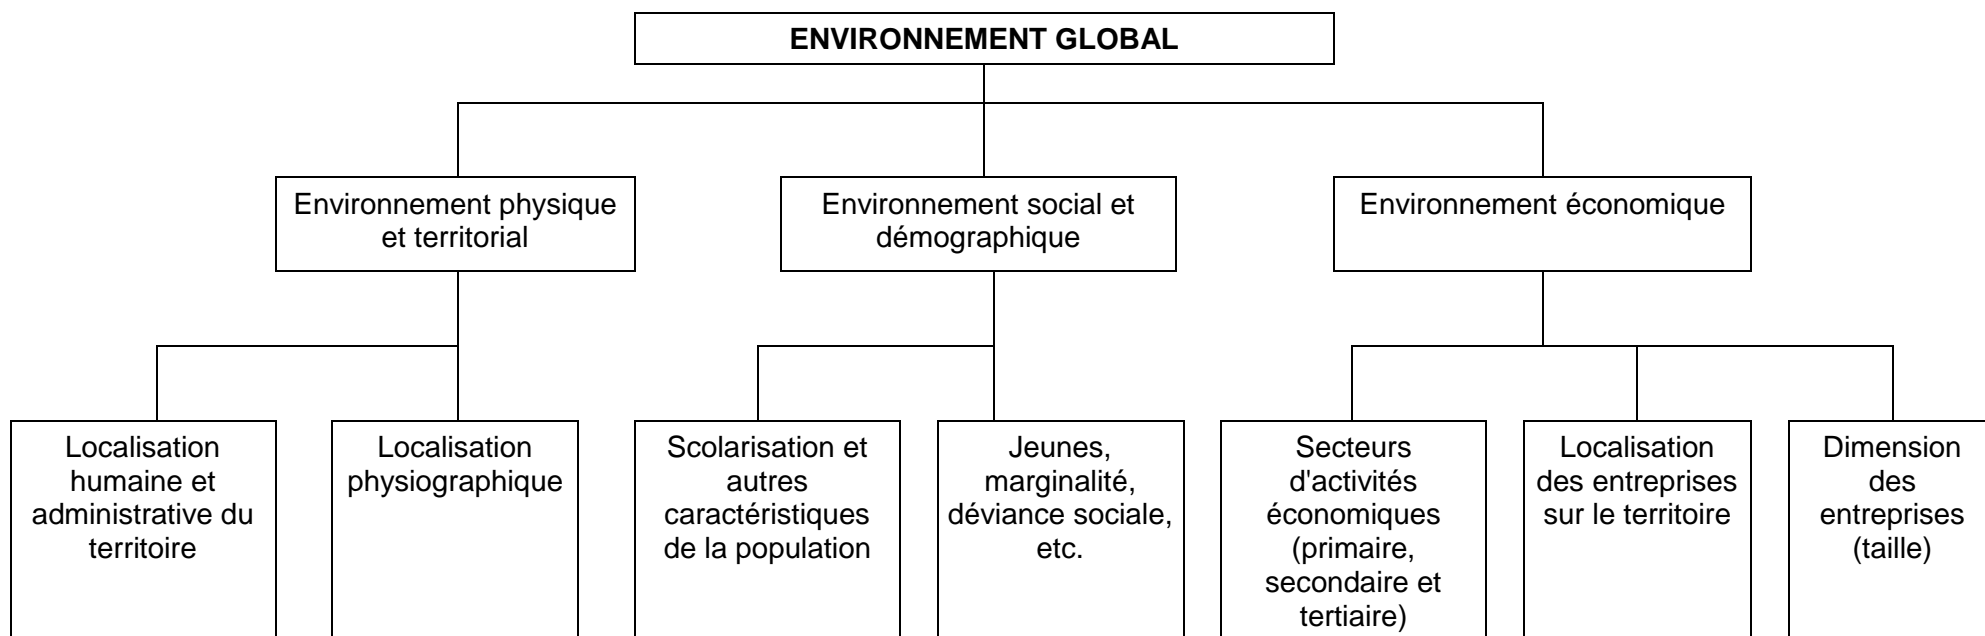 ENVIRONNEMENT GLOBAL
Environnement physique
et territorial
Environnement social et
démographique
Environnement économique
Localisation
humaine et
administrative du
territoire
Localisation
physiographique
Scolarisation et
autres
caractéristiques
de la population
Jeunes,
marginalité,
déviance sociale,
etc.
Secteurs
d'activités
économiques
(primaire,
secondaire et
tertiaire)
Localisation
des entreprises
sur le territoire
Dimension
des
entreprises
(taille)